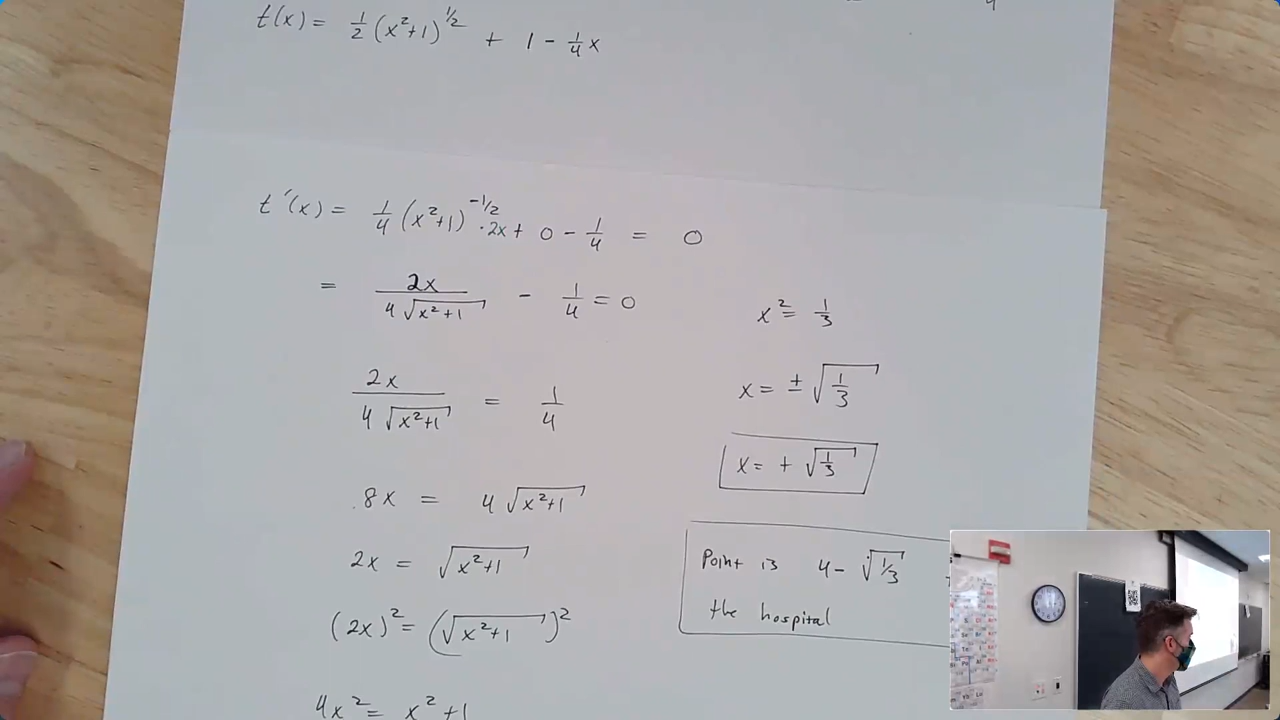 t(x) = 1/2 (x²+1)^1/2 + 1 - 1/4 x
t'(x) = 1/4 (x²+1)^-1/2 · 2x + 0 - 1/4 = 0
= 2x / 4√(x²+1) - 1/4 = 0
2x / 4√(x²+1) = 1/4
8x = 4√(x²+1)
2x = √(x²+1)
(2x)² = (√(x²+1))²
4x² = x²+1
x² = 1/3
x = ± √(1/3)
x = + √(1/3)
Point is 4 - √(1/3)
the hospital